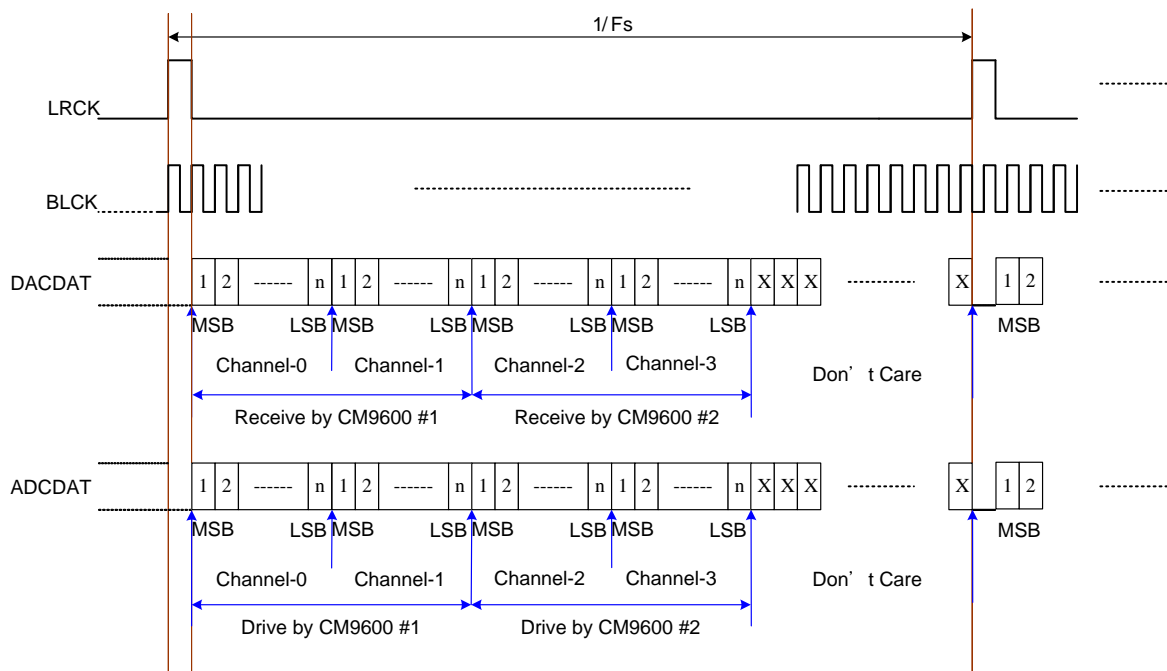 1/Fs
LRCK
BLCK
DACDAT 1 2 ------ n 1 2 ------ n 1 2 ------ n 1 2 ------ n X X X X 1 2
MSB LSB MSB LSB MSB LSB MSB LSB MSB
Channel-0 Channel-1 Channel-2 Channel-3 Don't Care
Receive by CM9600 #1 Receive by CM9600 #2
ADCDAT 1 2 ------ n 1 2 ------ n 1 2 ------ n 1 2 ------ n X X X X 1 2
MSB LSB MSB LSB MSB LSB MSB LSB MSB
Channel-0 Channel-1 Channel-2 Channel-3 Don't Care
Drive by CM9600 #1 Drive by CM9600 #2